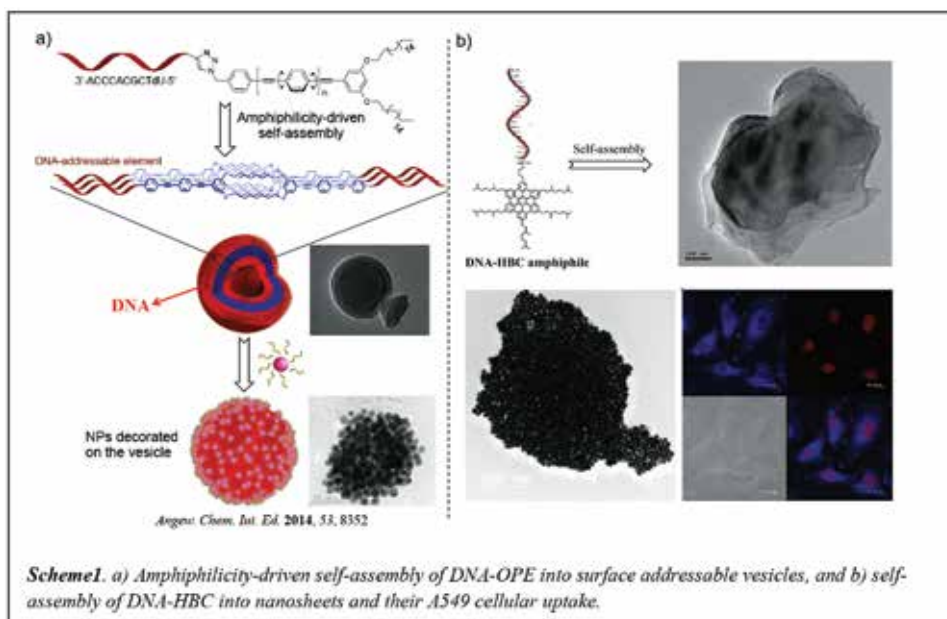 a)
3'-ACCCACGCT(dU-5'
Amphiphilicity-driven
self-assembly
DNA-addressable element
DNA
NPs decorated
on the vesicle
Angew. Chem. Int. Ed. 2014, 53, 8352
b)
Self-assembly
DNA-HBC amphiphile
Scheme1. a) Amphiphilicity-driven self-assembly of DNA-OPE into surface addressable vesicles, and b) self-
assembly of DNA-HBC into nanosheets and their A549 cellular uptake.